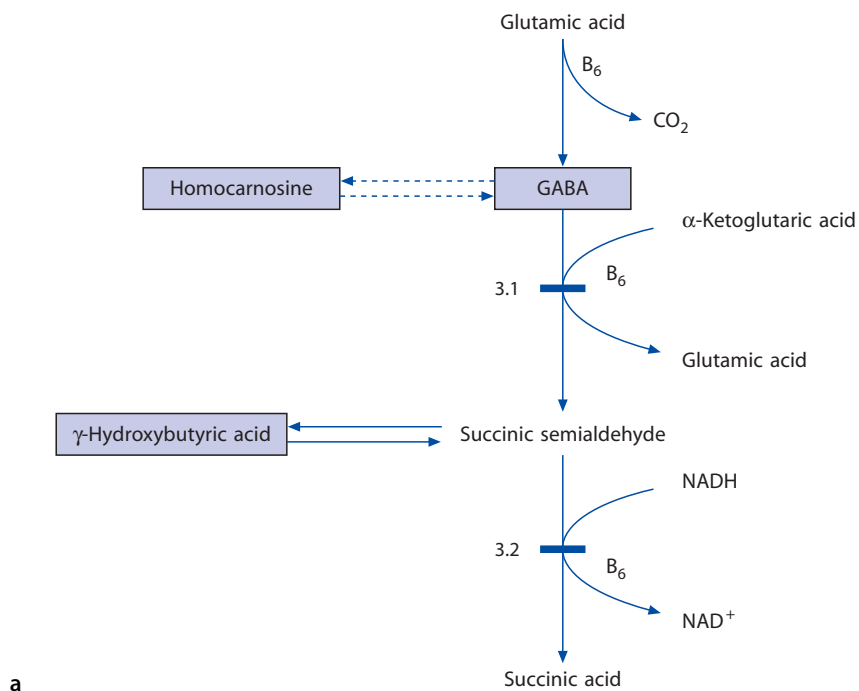 Glutamic acid
B6
CO2
Homocarnosine
GABA
α-Ketoglutaric acid
3.1
B6
Glutamic acid
γ-Hydroxybutyric acid
Succinic semialdehyde
NADH
3.2
B6
NAD+
Succinic acid
a